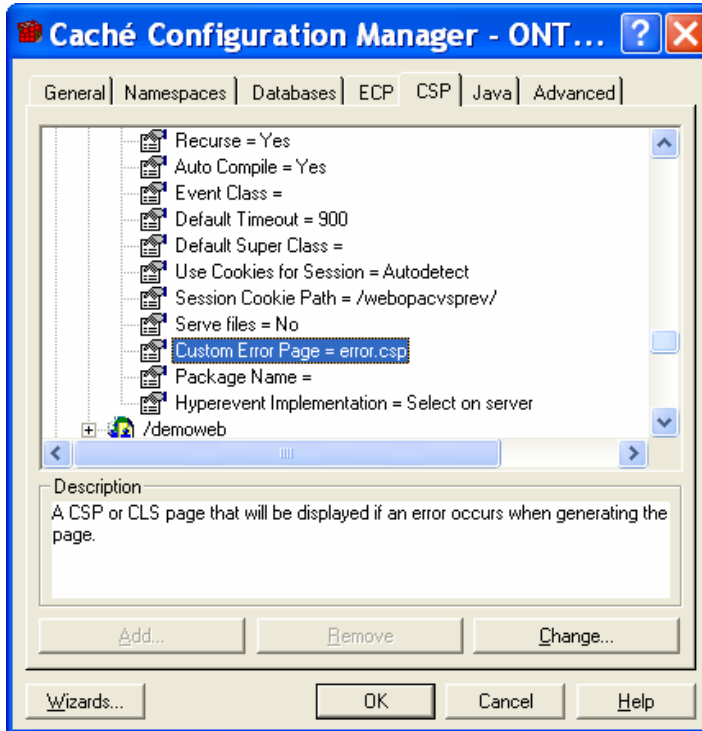 Caché Configuration Manager - ONT...
General Namespaces Databases ECP CSP Java Advanced
Recurse = Yes
Auto Compile = Yes
Event Class =
Default Timeout = 900
Default Super Class =
Use Cookies for Session = Autodetect
Session Cookie Path = /webopacvsprev/
Serve files = No
Custom Error Page = error.csp
Package Name =
Hyperevent Implementation = Select on server
/demoweb
Description
A CSP or CLS page that will be displayed if an error occurs when generating the
page.
Add... Remove Change...
Wizards... OK Cancel Help